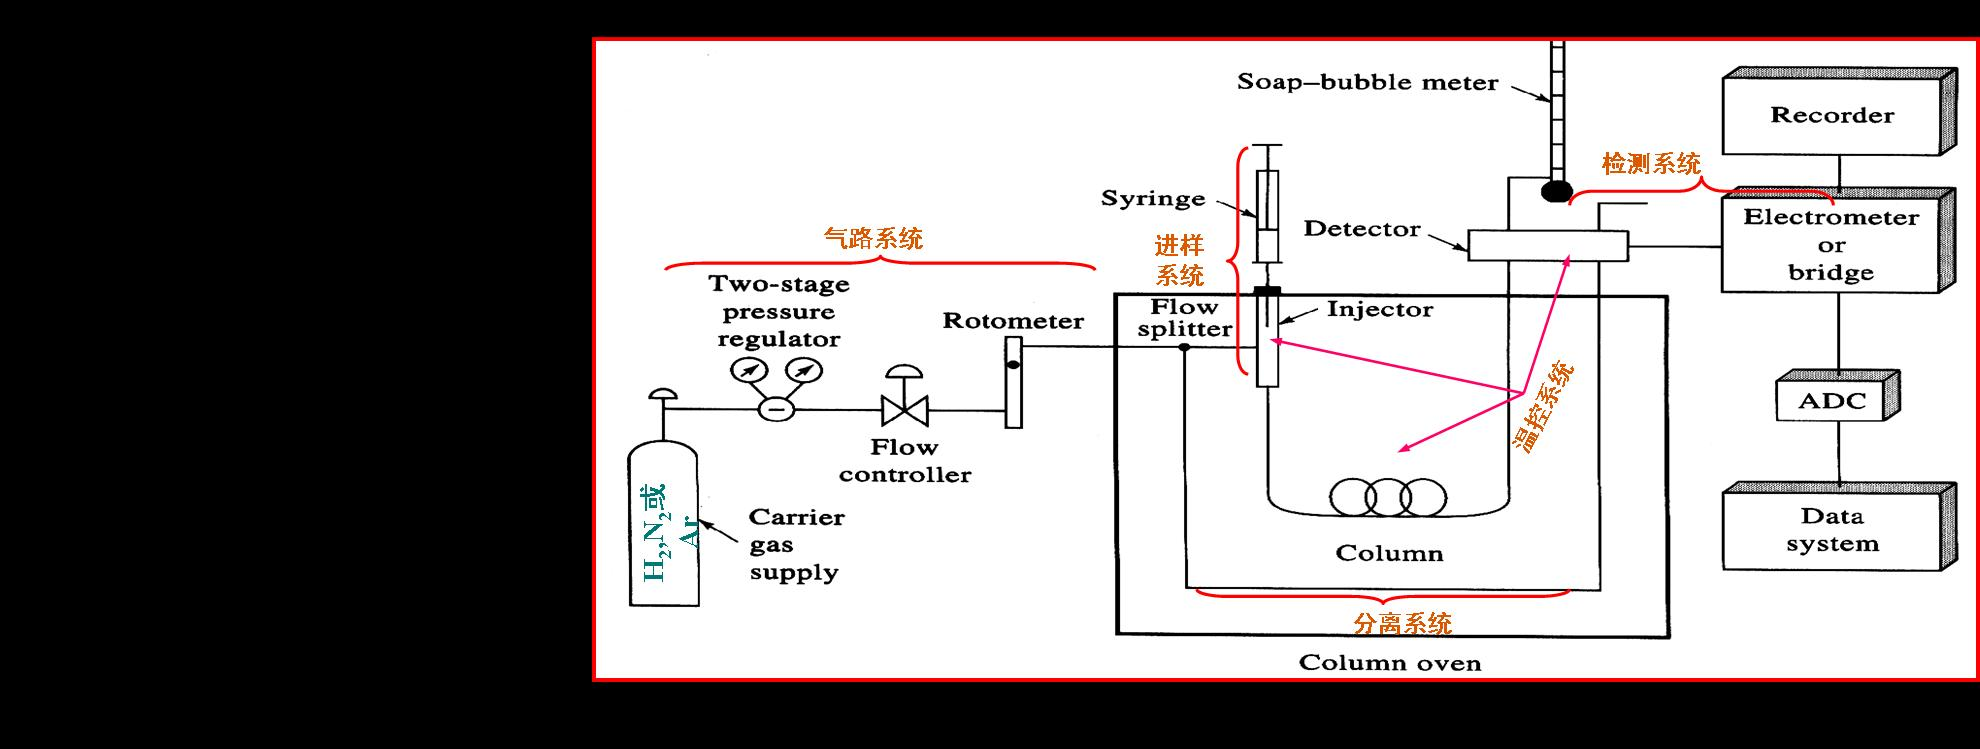 Soap–bubble meter
Recorder
检测系统
Syringe
Detector
Electrometer
or
bridge
气路系统
进样
系统
Two-stage
pressure
regulator
Rotometer
Flow
splitter
Injector
温控系统
ADC
Flow
controller
H₂,N₂或
Ar
Carrier
gas
supply
Column
Data
system
分离系统
Column oven